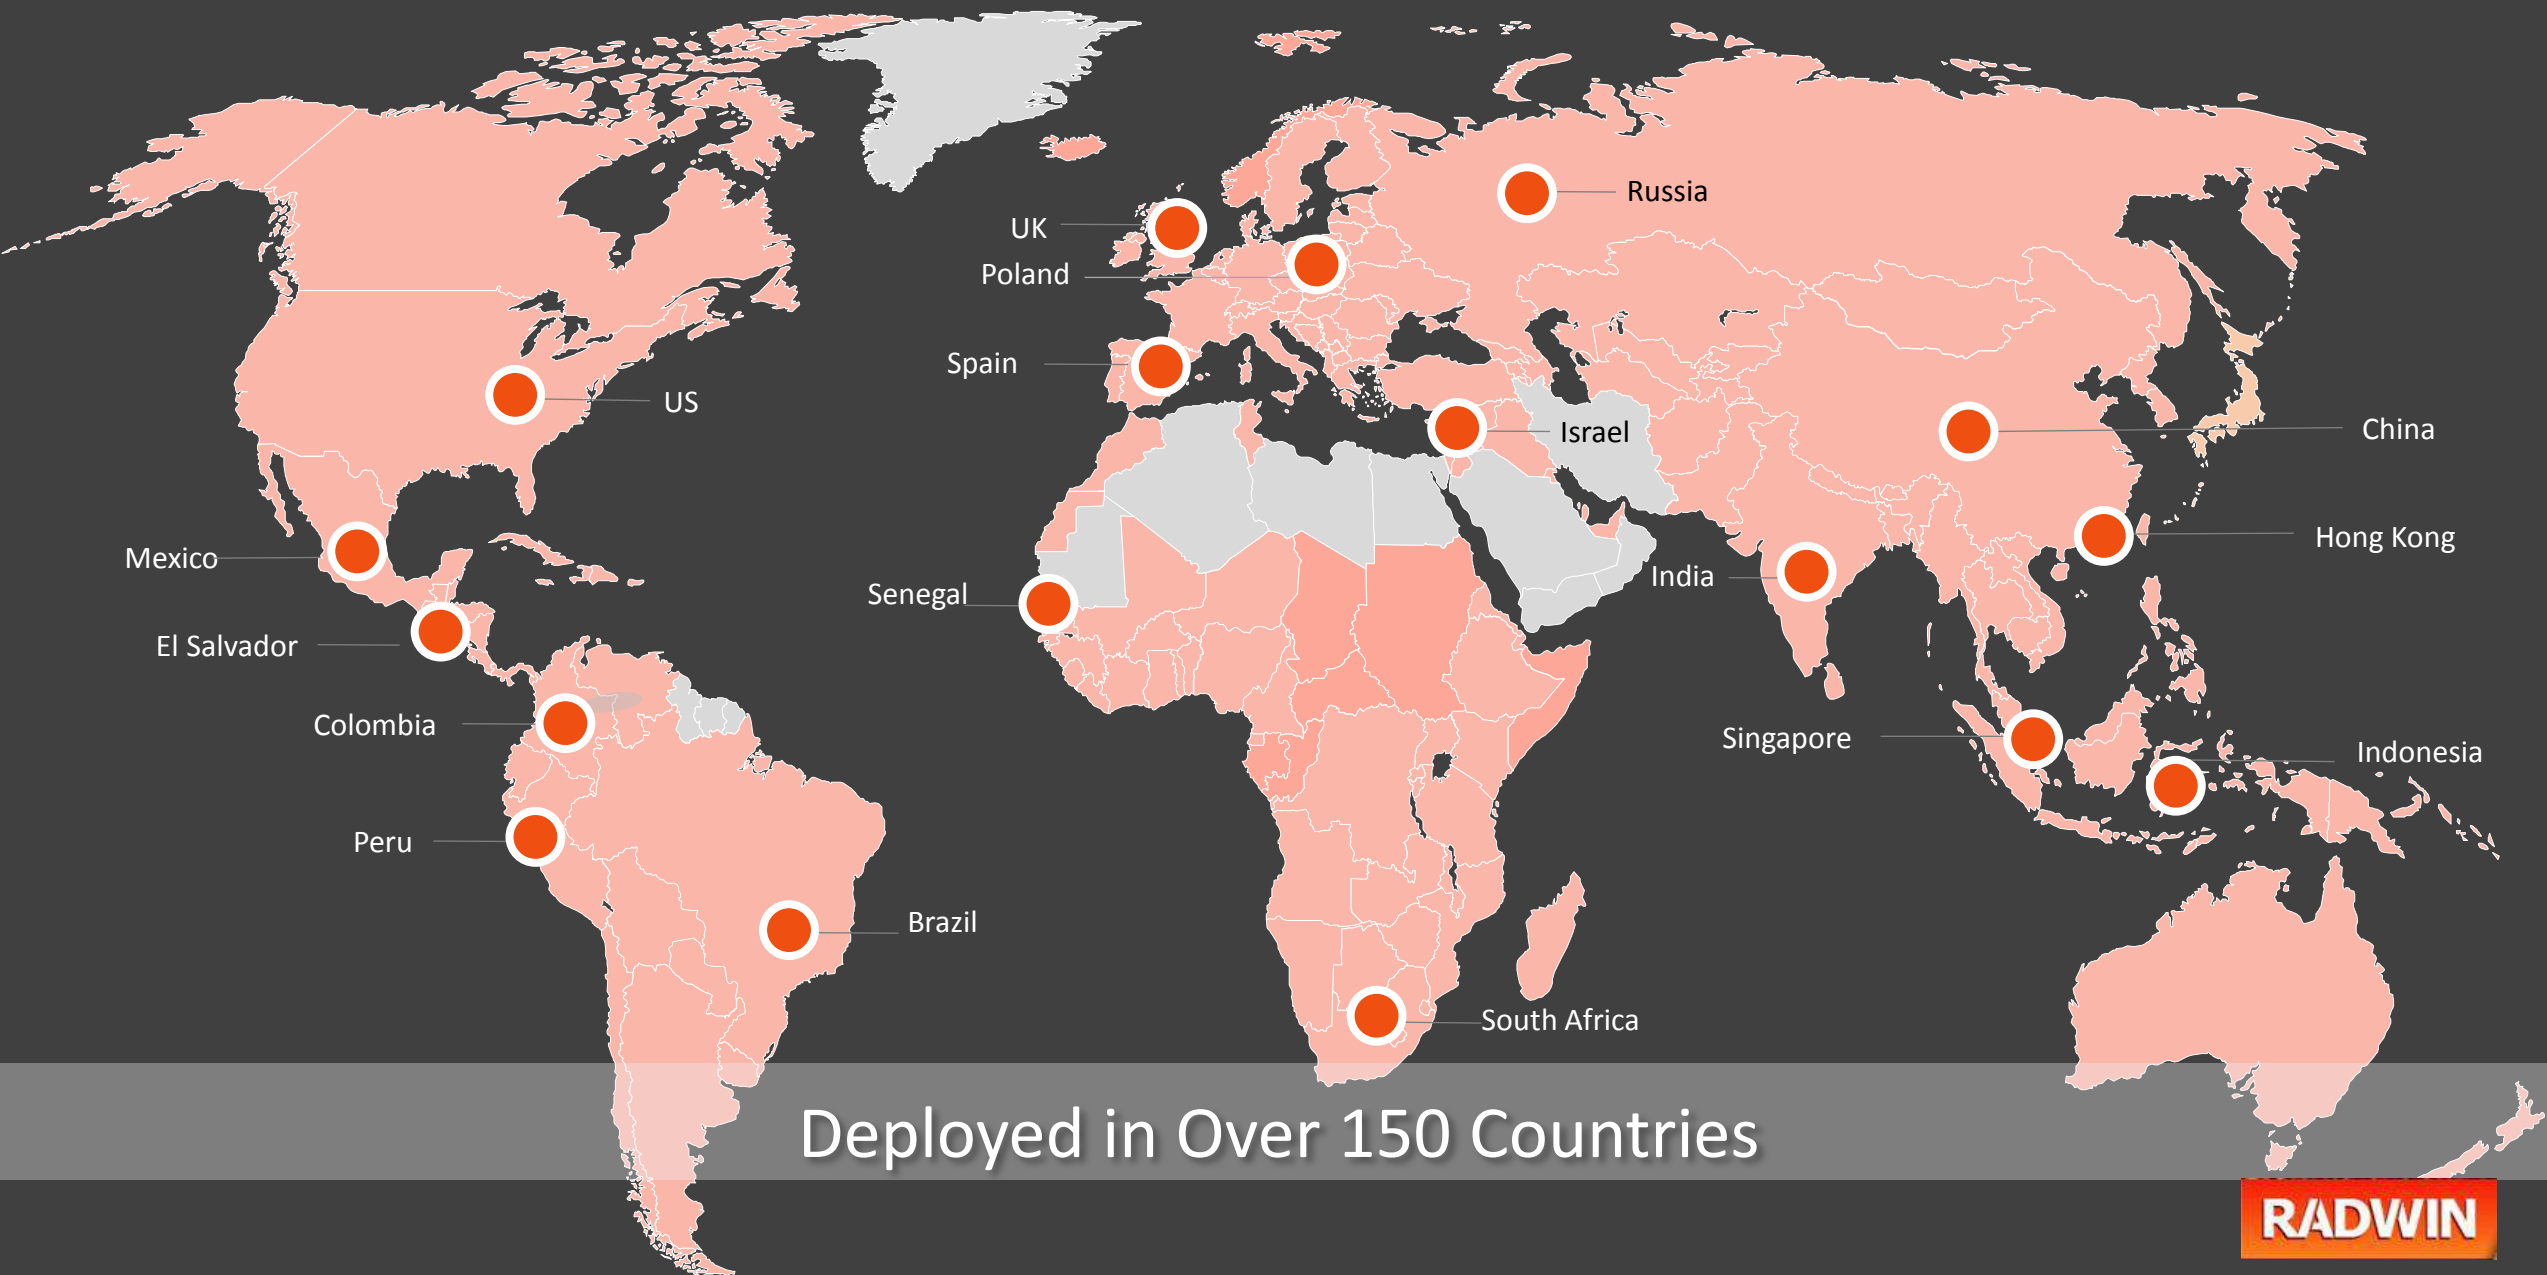 Russia
UK
Poland
Spain
US
Israel
China
Hong Kong
Mexico
Senegal
India
El Salvador
Colombia
Singapore
Indonesia
Peru
Brazil
South Africa
Deployed in Over 150 Countries
RADWIN